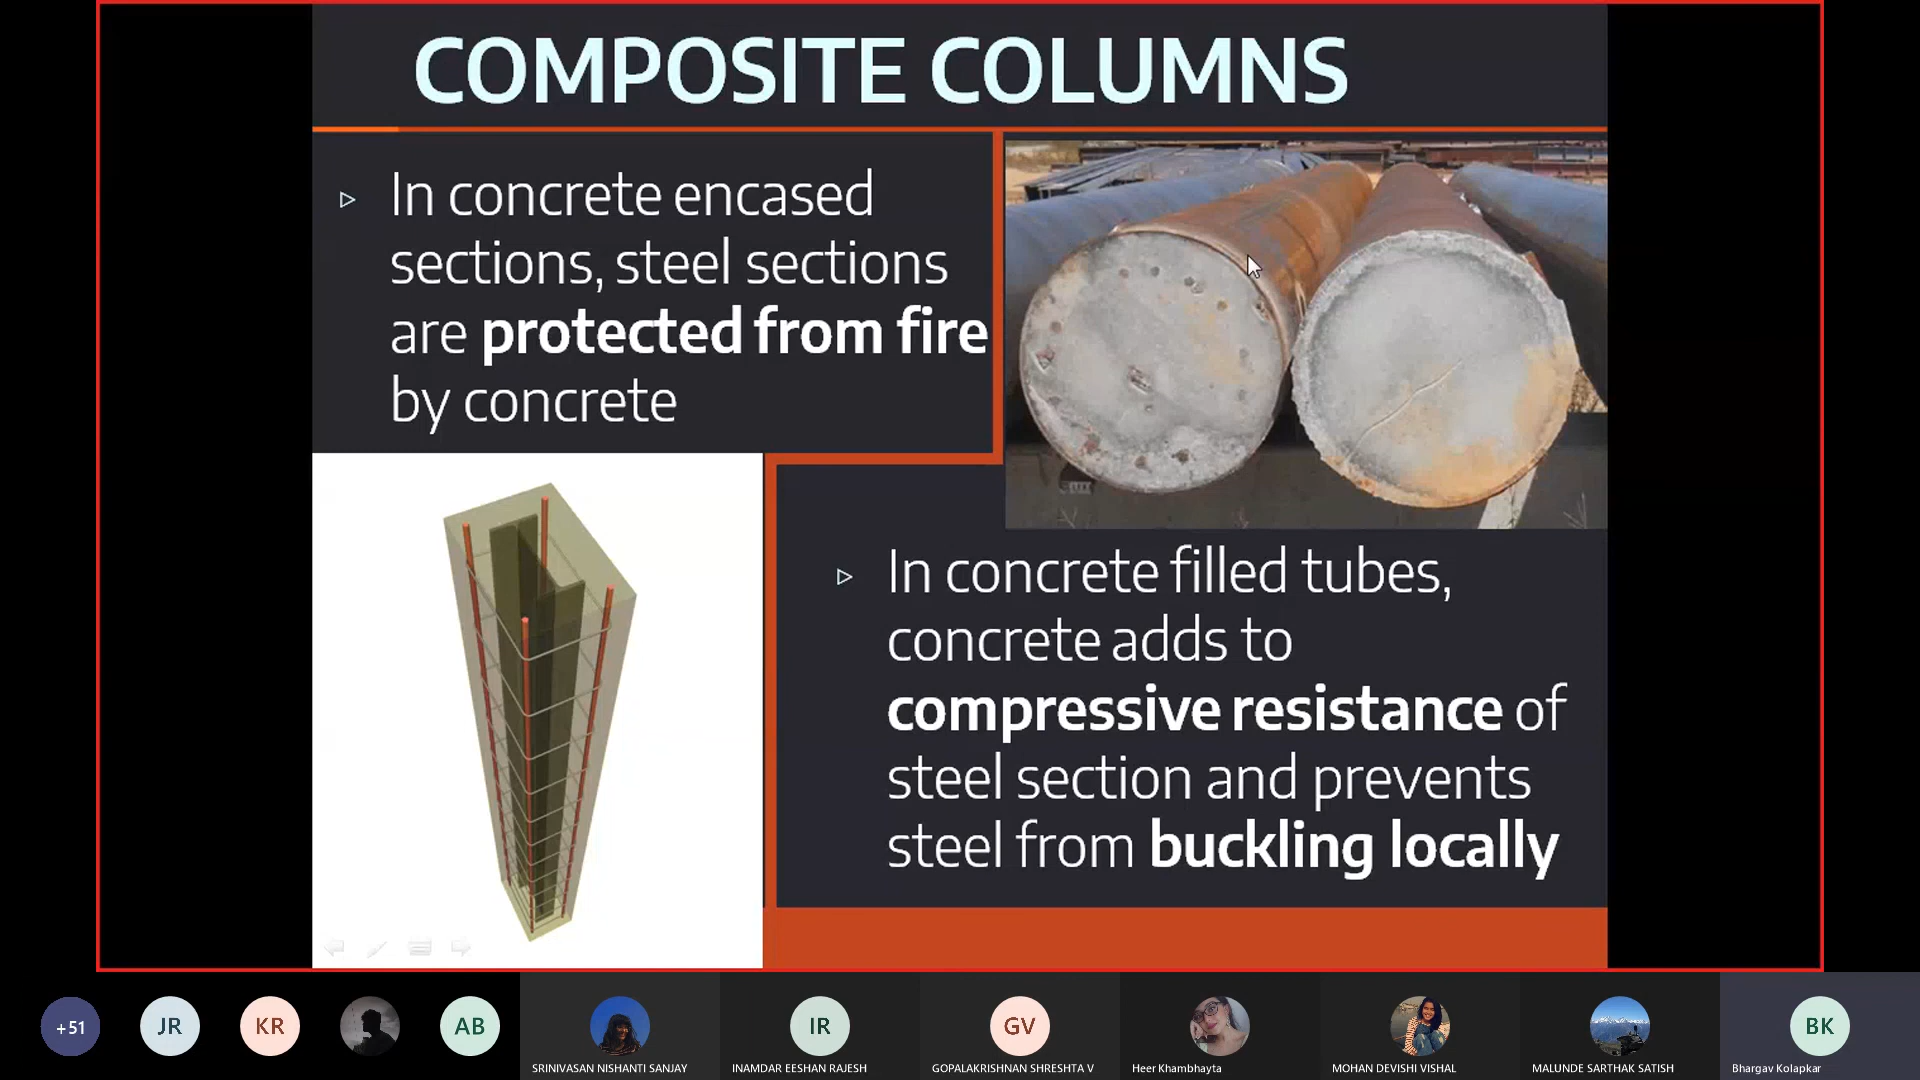 COMPOSITE COLUMNS
In concrete encased
sections, steel sections
are protected from fire
by concrete
In concrete filled tubes,
concrete adds to
compressive resistance of
steel section and prevents
steel from buckling locally
+51
JR
KR
AB
SRINIVASAN NISHANTI SANJAY
IR
INAMDAR EESHAN RAJESH
GV
GOPALAKRISHNAN SHRESHTA V
Heer Khambhayta
MOHAN DEVISHI VISHAL
MALUNDE SARTHAK SATISH
BK
Bhargav Kolapkar